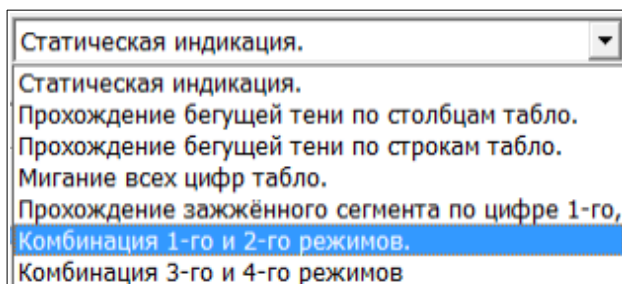 Статическая индикация.
Статическая индикация.
Прохождение бегущей тени по столбцам табло.
Прохождение бегущей тени по строкам табло.
Мигание всех цифр табло.
Прохождение зажжённого сегмента по цифре 1-го,
Комбинация 1-го и 2-го режимов.
Комбинация 3-го и 4-го режимов